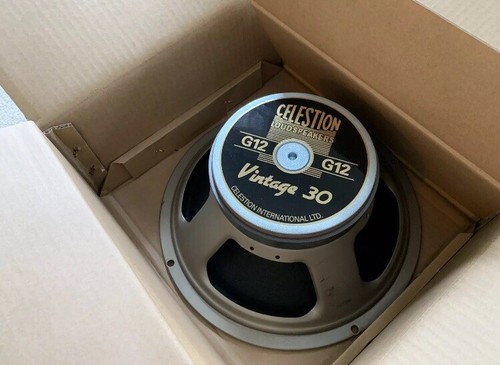 CELESTION
LOUDSPEAKERS
G12
G12
Vintage 30
CELESTION INTERNATIONAL LTD.